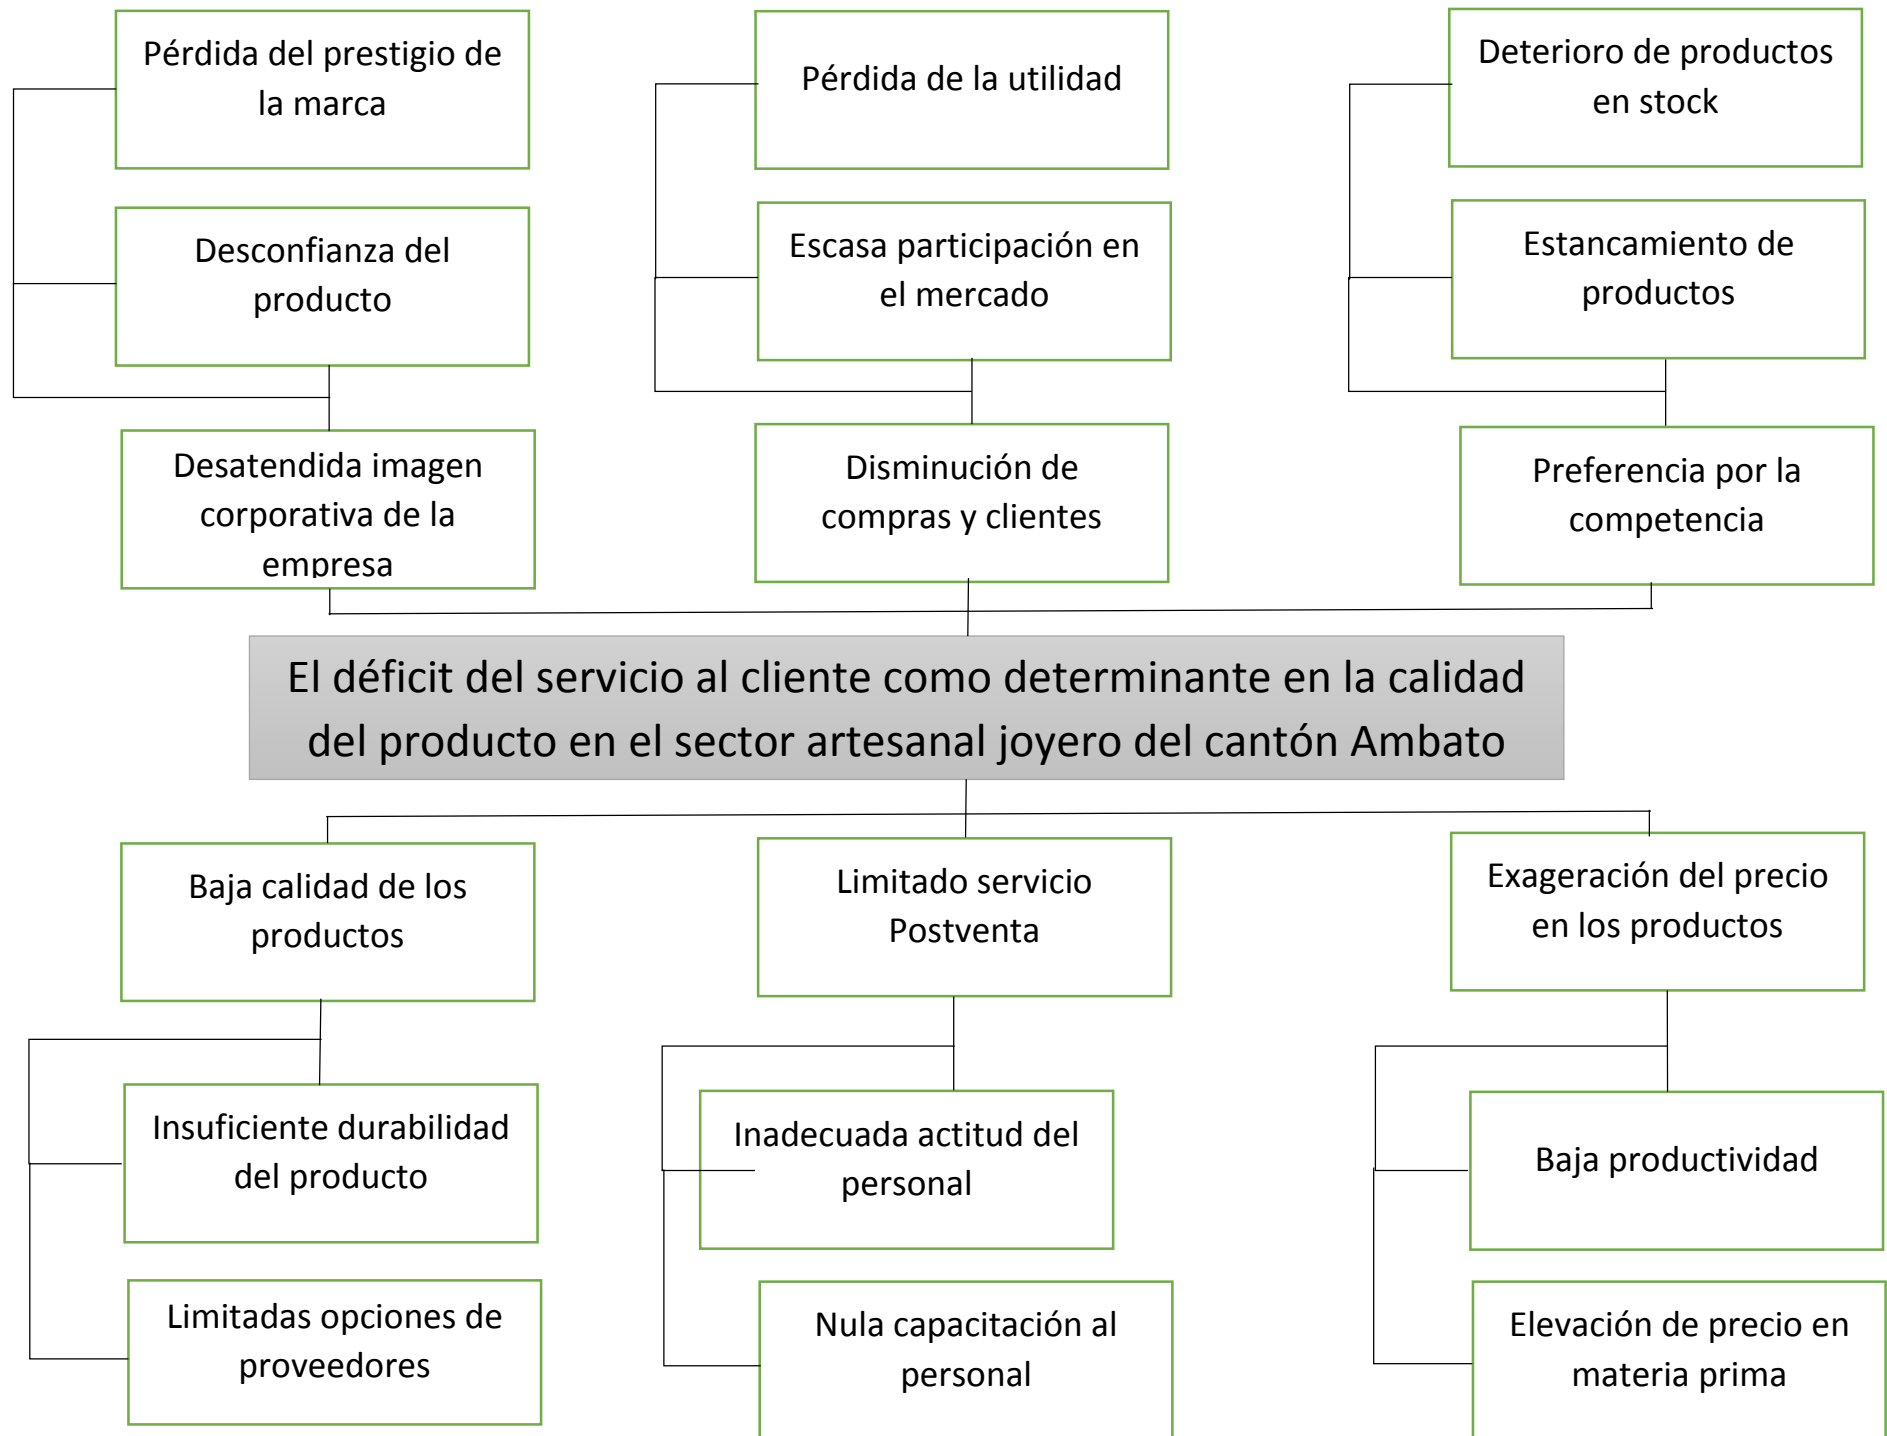 Pérdida del prestigio de
la marca
Pérdida de la utilidad
Deterioro de productos
en stock
Desconfianza del
producto
Escasa participación en
el mercado
Estancamiento de
productos
Desatendida imagen
corporativa de la
empresa
Disminución de
compras y clientes
Preferencia por la
competencia
El déficit del servicio al cliente como determinante en la calidad
del producto en el sector artesanal joyero del cantón Ambato
Baja calidad de los
productos
Limitado servicio
Postventa
Exageración del precio
en los productos
Insuficiente durabilidad
del producto
Inadecuada actitud del
personal
Baja productividad
Limitadas opciones de
proveedores
Nula capacitación al
personal
Elevación de precio en
materia prima